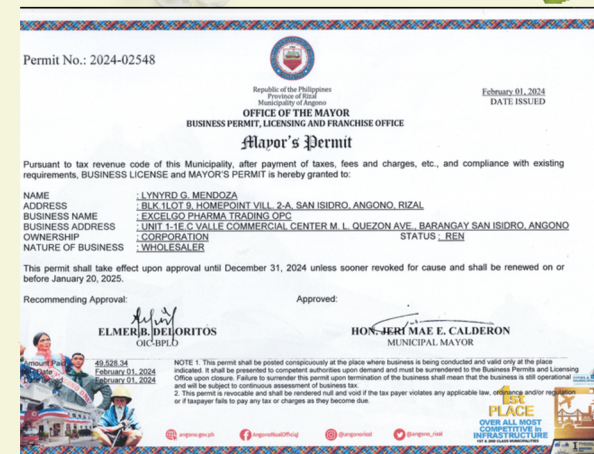 Permit No.: 2024-02548
Republic of the Philippines
Province of Rizal
Municipality of Angono
February 01, 2024
DATE ISSUED
OFFICE OF THE MAYOR
BUSINESS PERMIT, LICENSING AND FRANCHISE OFFICE
Mayor's Permit
Pursuant to tax revenue code of this Municipality, after payment of taxes, fees and charges, etc., and compliance with existing
requirements, BUSINESS LICENSE and MAYOR'S PERMIT is hereby granted to:
NAME : LYNYRD G. MENDOZA
ADDRESS : BLK 1LOT 9, HOMEPOINT VILL. 2-A, SAN ISIDRO, ANGONO, RIZAL
BUSINESS NAME : EXCELGO PHARMA TRADING OPC
BUSINESS ADDRESS : UNIT 1-1E.C VALLE COMMERCIAL CENTER M. L. QUEZON AVE., BARANGAY SAN ISIDRO, ANGONO
OWNERSHIP : CORPORATION STATUS : REN
NATURE OF BUSINESS : WHOLESALER
This permit shall take effect upon approval until December 31, 2024 unless sooner revoked for cause and shall be renewed on or
before January 20, 2025.
Recommending Approval: Approved:
ELMER B. DELORITOS HON. JERI MAE E. CALDERON
OIC-BPLO MUNICIPAL MAYOR
Amount Paid 49,528.34
Date February 01, 2024
February 01, 2024
NOTE 1. This permit shall be posted conspicuously at the place where business is being conducted and valid only at the place
indicated. It shall be presented to competent authorities upon demand and must be surrendered to the Business Permits and Licensing
Office upon closure. Failure to surrender this permit upon termination of the business shall mean that the business is still operational
and will be subject to continuous assessment of business tax.
2. This permit is revocable and shall be rendered null and void if the tax payer violates any applicable law, ordinance and/or regulation
or if taxpayer fails to pay any tax or charges as they become due.
1ST
PLACE
OVER ALL MOST
COMPETITIVE in
INFRASTRUCTURE
1ST & 2ND CLASS MUNICIPALITIES
angono.gov.ph AngonoRizalOfficial @angonorizal @angono_rizal